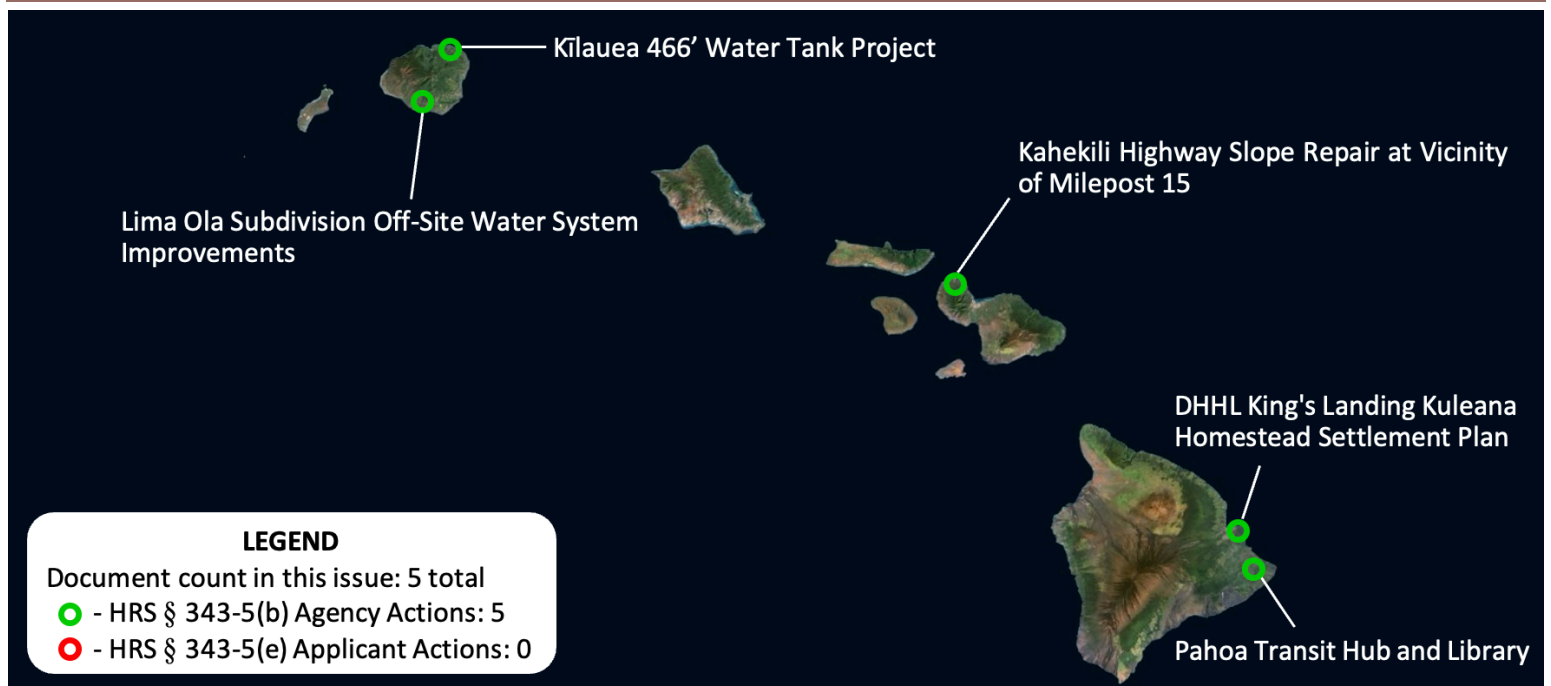 Kīlauea 466’ Water Tank Project
Lima Ola Subdivision Off-Site Water System
Improvements
Kahekili Highway Slope Repair at Vicinity
of Milepost 15
DHHL King's Landing Kuleana
Homestead Settlement Plan
Pahoa Transit Hub and Library
LEGEND
Document count in this issue: 5 total
- HRS § 343-5(b) Agency Actions: 5
- HRS § 343-5(e) Applicant Actions: 0